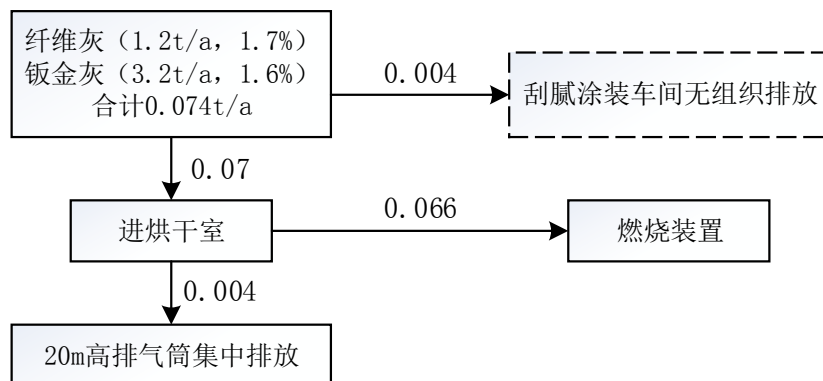 纤维灰（1.2t/a，1.7%）
钣金灰（3.2t/a，1.6%）
合计0.074t/a
0.004
刮腻涂装车间无组织排放
0.07
进烘干室
0.066
燃烧装置
0.004
20m高排气筒集中排放